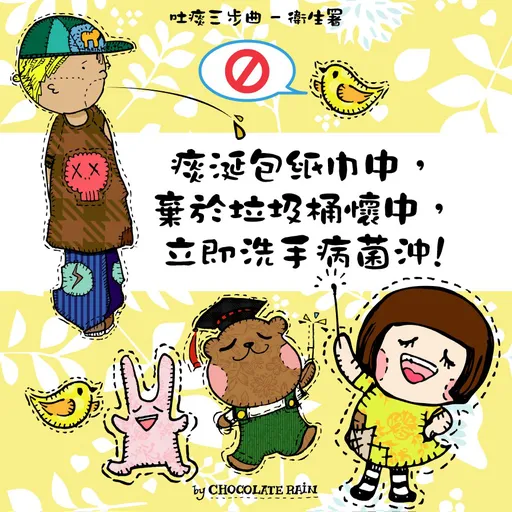 吐痰三步曲 - 衞生署
痰涎包紙巾中，
棄於垃圾桶懷中，
立即洗手病菌沖!
by CHOCOLATE RAIN